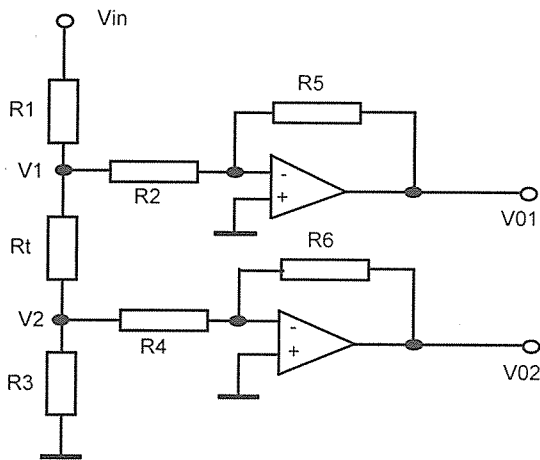 Vin
R1
R5
V1
R2
-
+
V01
Rt
R6
V2
R4
-
+
V02
R3